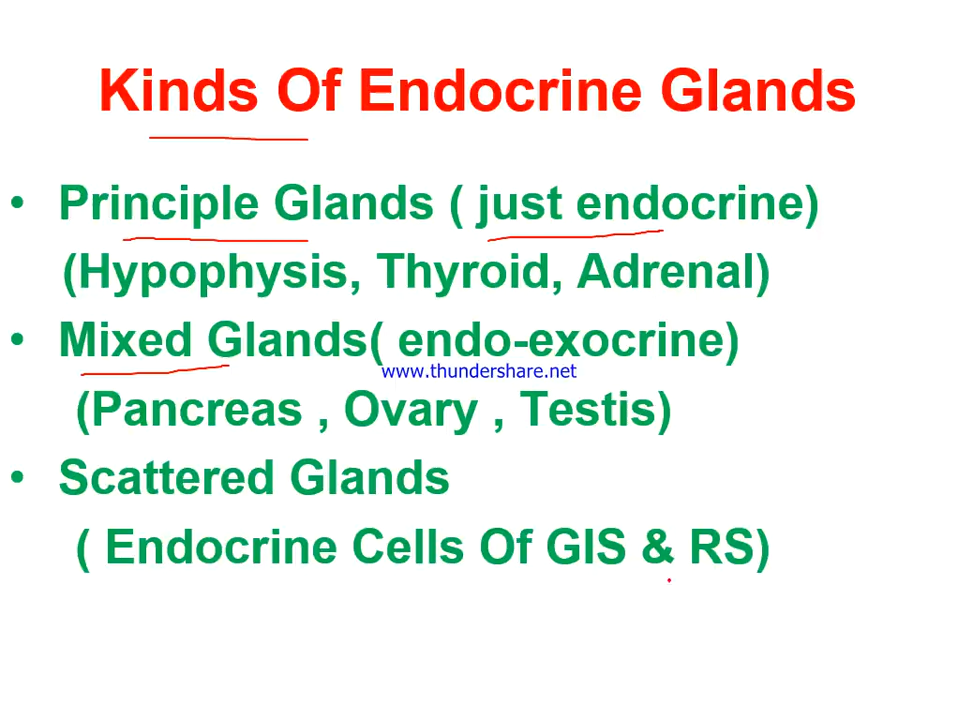 Kinds Of Endocrine Glands
• Principle Glands ( just endocrine)
(Hypophysis, Thyroid, Adrenal)
• Mixed Glands( endo-exocrine)
www.thundershare.net
(Pancreas , Ovary , Testis)
• Scattered Glands
( Endocrine Cells Of GIS & RS)